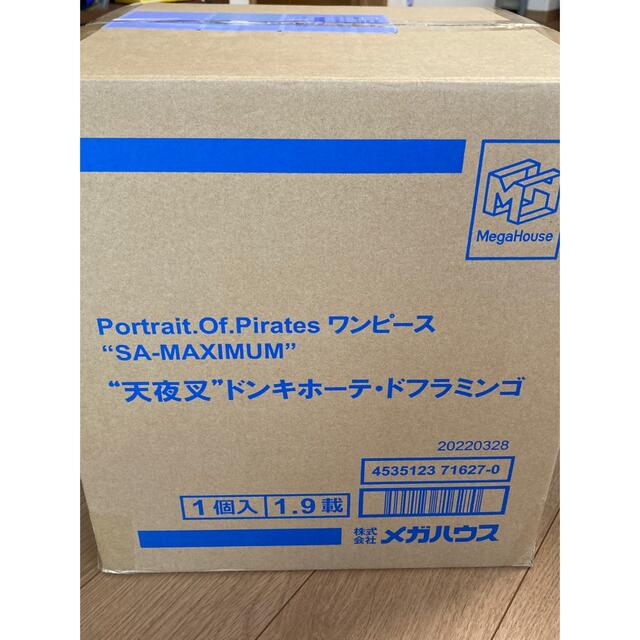 MegaHouse
Portrait.Of.Pirates ワンピース
“SA-MAXIMUM”
“天夜叉”ドンキホーテ・ドフラミンゴ
20220328
4535123 71627-0
1個入 1.9載
株式会社 メガハウス